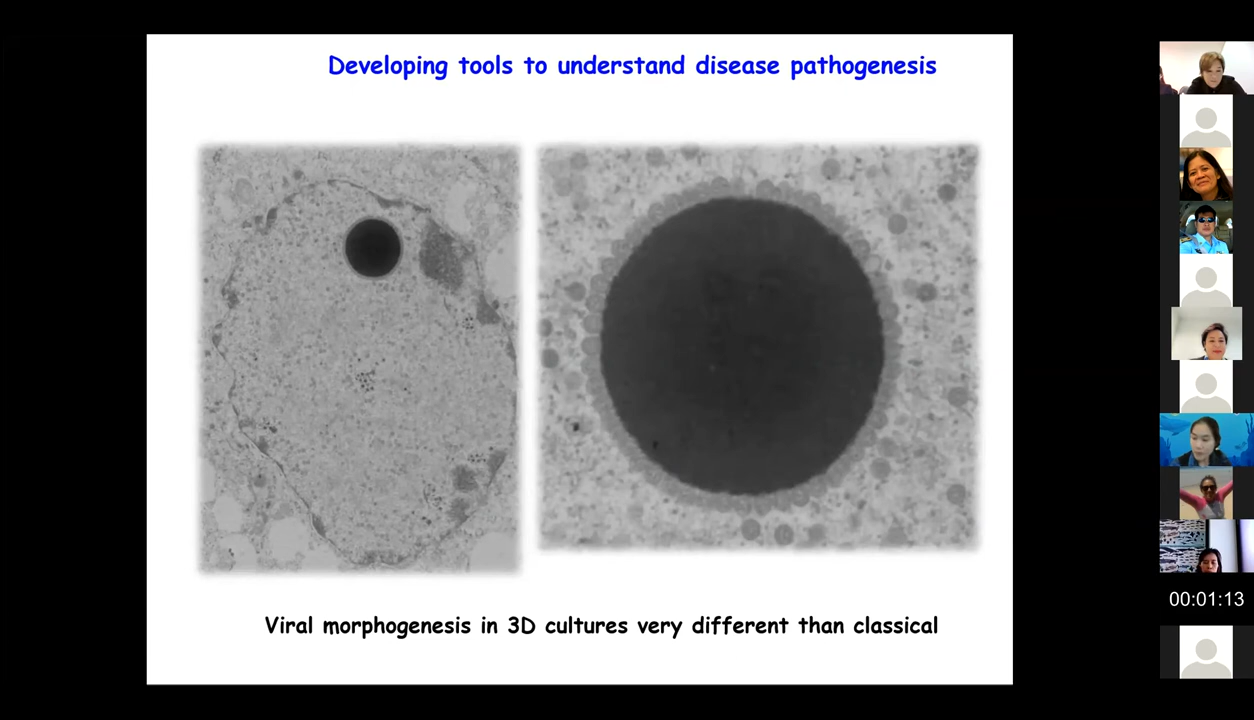 Developing tools to understand disease pathogenesis
Viral morphogenesis in 3D cultures very different than classical
00:01:13